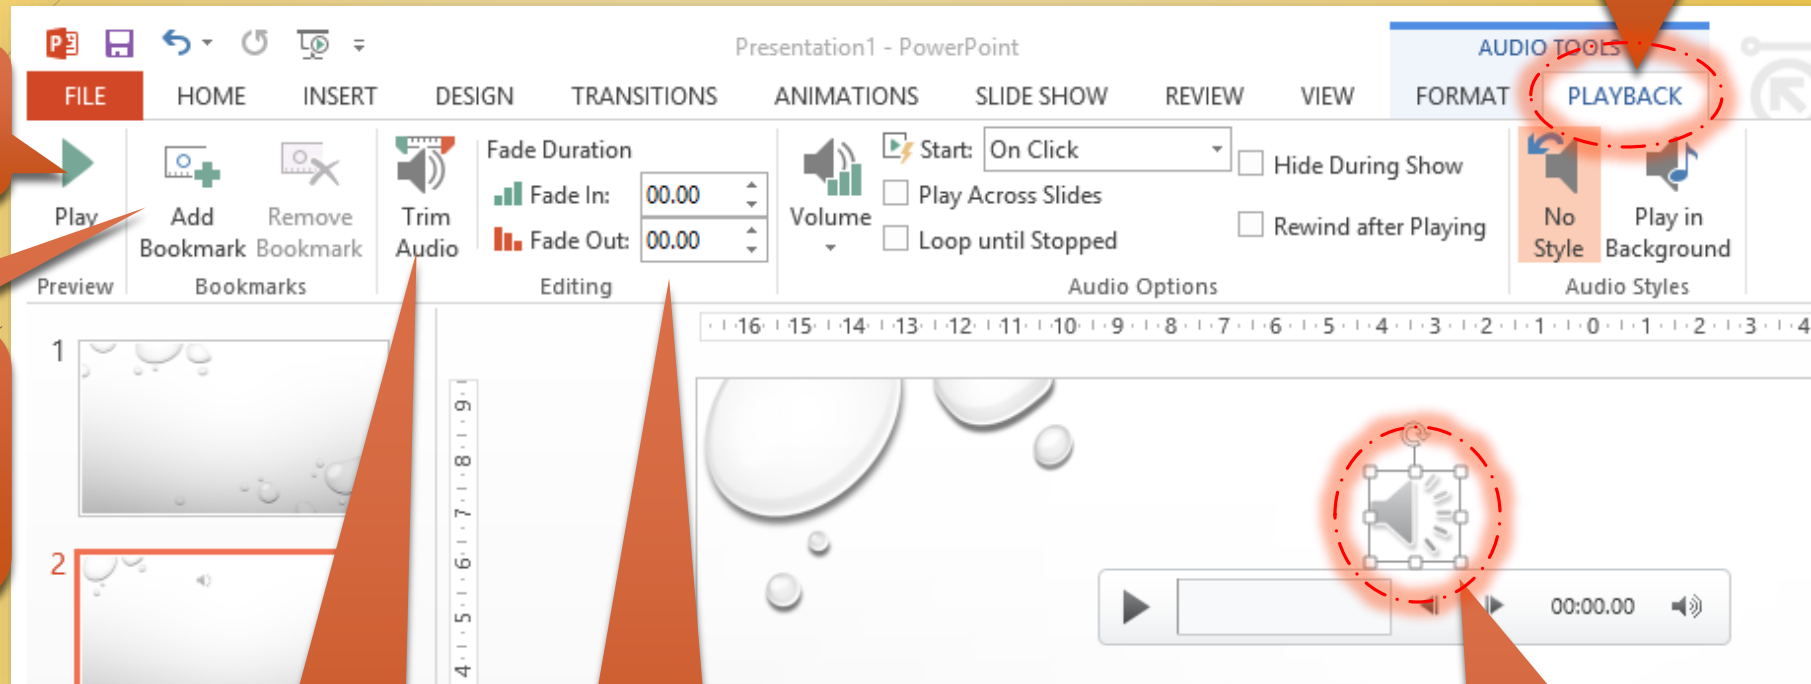 Presentation1 - PowerPoint
AUDIO TOOLS
FILE HOME INSERT DESIGN TRANSITIONS ANIMATIONS SLIDE SHOW REVIEW VIEW FORMAT PLAYBACK
Play
Preview
Add
Bookmark
Remove
Bookmark
Bookmarks
Trim
Audio
Fade Duration
Fade In: 00.00
Fade Out: 00.00
Editing
Volume
Start: On Click
Play Across Slides
Loop until Stopped
Hide During Show
Rewind after Playing
Audio Options
No
Style
Play in
Background
Audio Styles
16 15 14 13 12 11 10 9 8 7 6 5 4 3 2 1 0 1 2 3 4
1
2
9
8
7
6
5
4
00:00.00